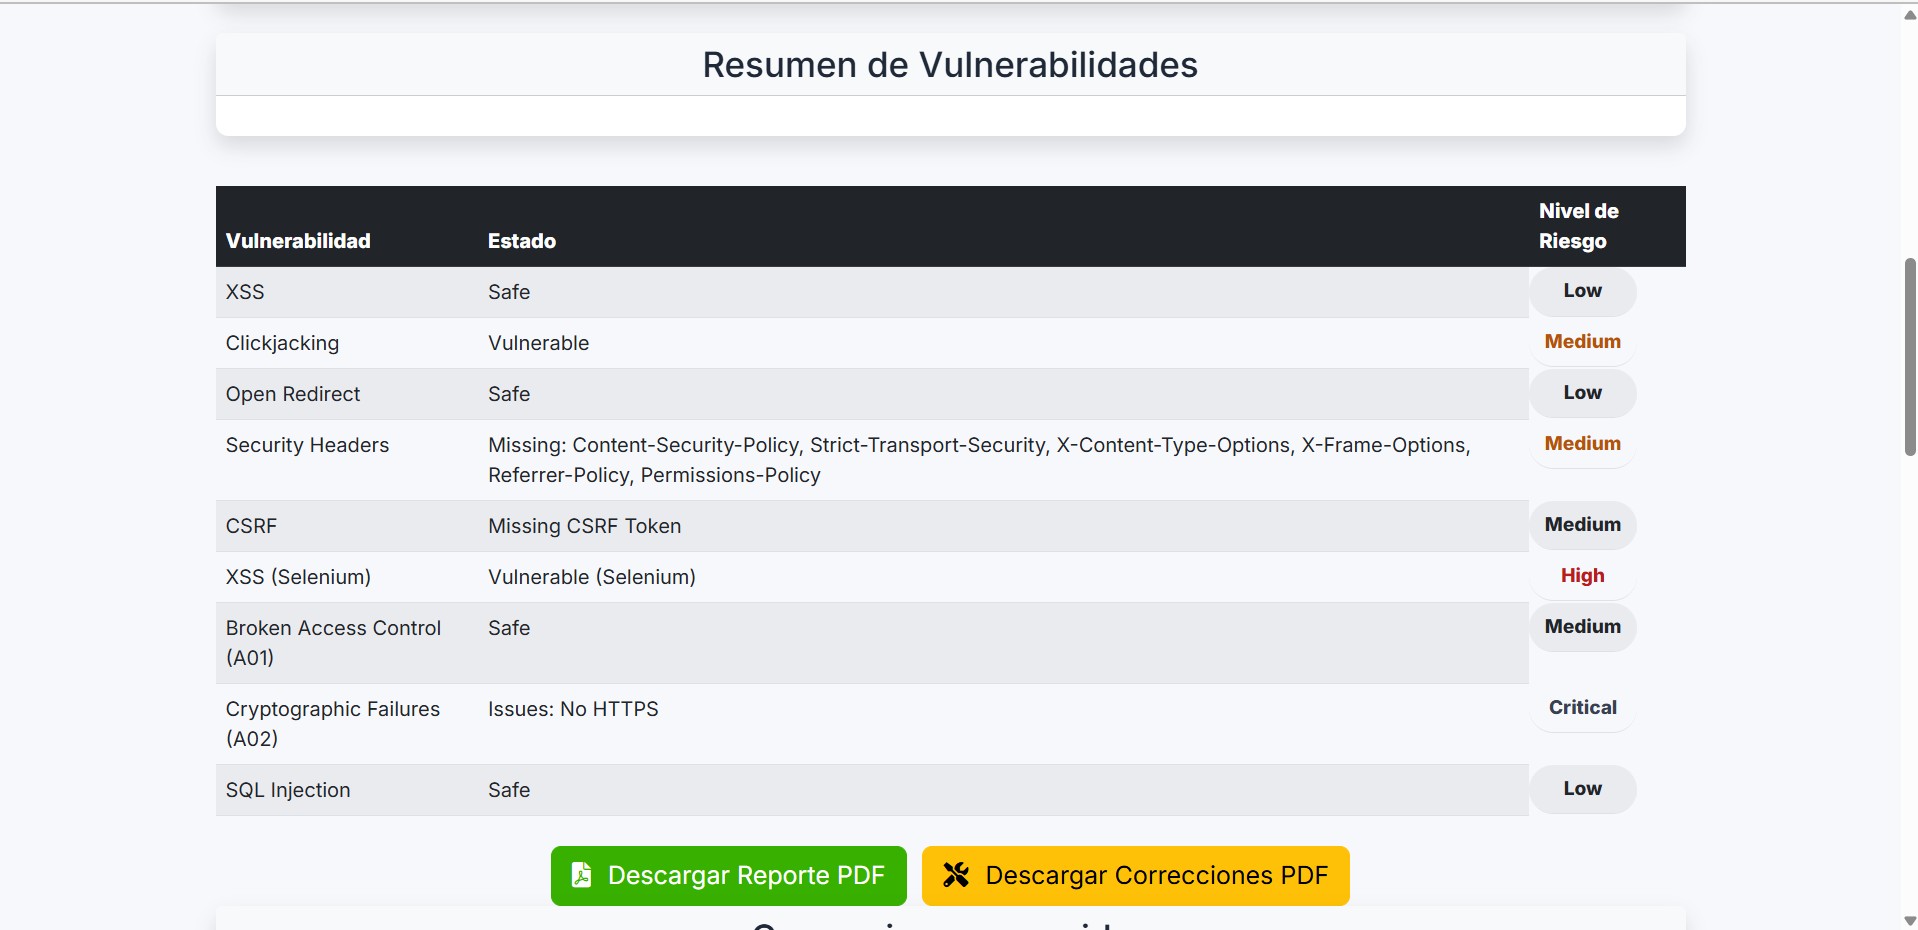 Resumen de Vulnerabilidades
Vulnerabilidad Estado Nivel de
Riesgo
XSS Safe Low
Clickjacking Vulnerable Medium
Open Redirect Safe Low
Security Headers Missing: Content-Security-Policy, Strict-Transport-Security, X-Content-Type-Options, X-Frame-Options, Medium
Referrer-Policy, Permissions-Policy
CSRF Missing CSRF Token Medium
XSS (Selenium) Vulnerable (Selenium) High
Broken Access Control Safe Medium
(A01)
Cryptographic Failures Issues: No HTTPS Critical
(A02)
SQL Injection Safe Low
Descargar Reporte PDF Descargar Correcciones PDF